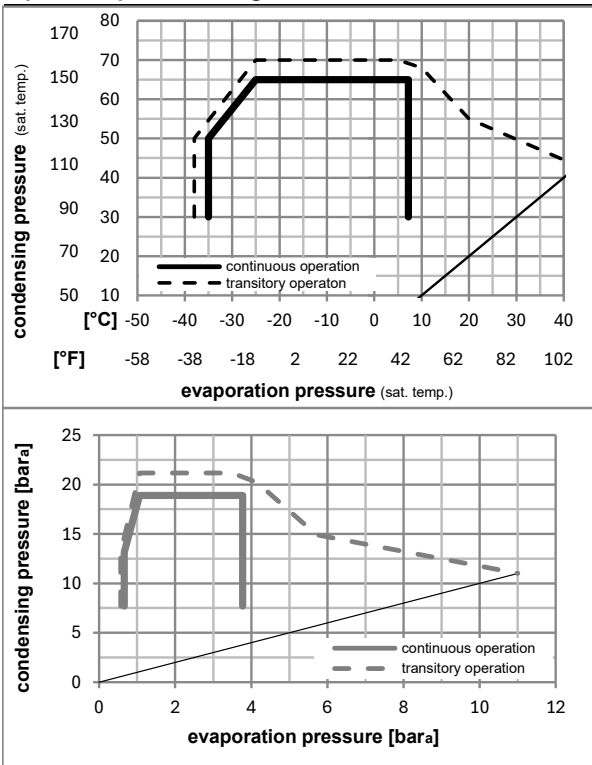 80
170
70
150
60
130
50
110
40
90
30
70
20
50
10
condensing pressure (sat. temp.)
continuous operation
transitory operaton
[°C] -50 -40 -30 -20 -10 0 10 20 30 40
[°F] -58 -38 -18 2 22 42 62 82 102
evaporation pressure (sat. temp.)
25
20
15
10
5
0
condensing pressure [bara]
continuous operation
transitory operation
0 2 4 6 8 10 12
evaporation pressure [bara]